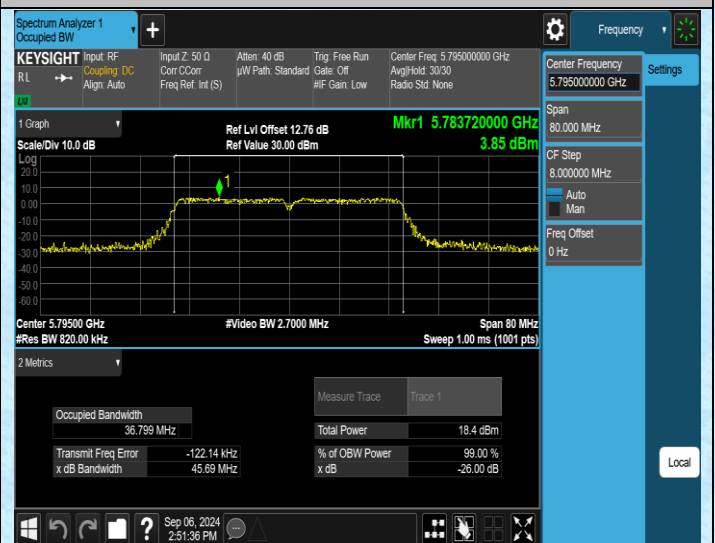 Spectrum Analyzer 1
Occupied BW
Frequency
KEYSIGHT
RL
LXI
Input: RF
Coupling: DC
Align: Auto
Input Z: 50 Ω
Corr CCorr
Freq Ref: Int (S)
Atten: 40 dB
µW Path: Standard
Trig: Free Run
Gate: Off
#IF Gain: Low
Center Freq: 5.795000000 GHz
Avg|Hold: 30/30
Radio Std: None
Center Frequency
5.795000000 GHz
Settings
Span
80.000 MHz
CF Step
8.000000 MHz
Auto
Man
Freq Offset
0 Hz
Local
1 Graph
Scale/Div 10.0 dB
Ref Lvl Offset 12.76 dB
Ref Value 30.00 dBm
Mkr1 5.783720000 GHz
3.85 dBm
Log
20.0
10.0
0.00
-10.0
-20.0
-30.0
-40.0
-50.0
-60.0
1
Center 5.79500 GHz
#Res BW 820.00 kHz
#Video BW 2.7000 MHz
Span 80 MHz
Sweep 1.00 ms (1001 pts)
2 Metrics
Measure Trace Trace 1
Occupied Bandwidth
36.799 MHz
Total Power 18.4 dBm
Transmit Freq Error -122.14 kHz
% of OBW Power 99.00 %
x dB Bandwidth 45.69 MHz
x dB -26.00 dB
?
Sep 06, 2024
2:51:36 PM